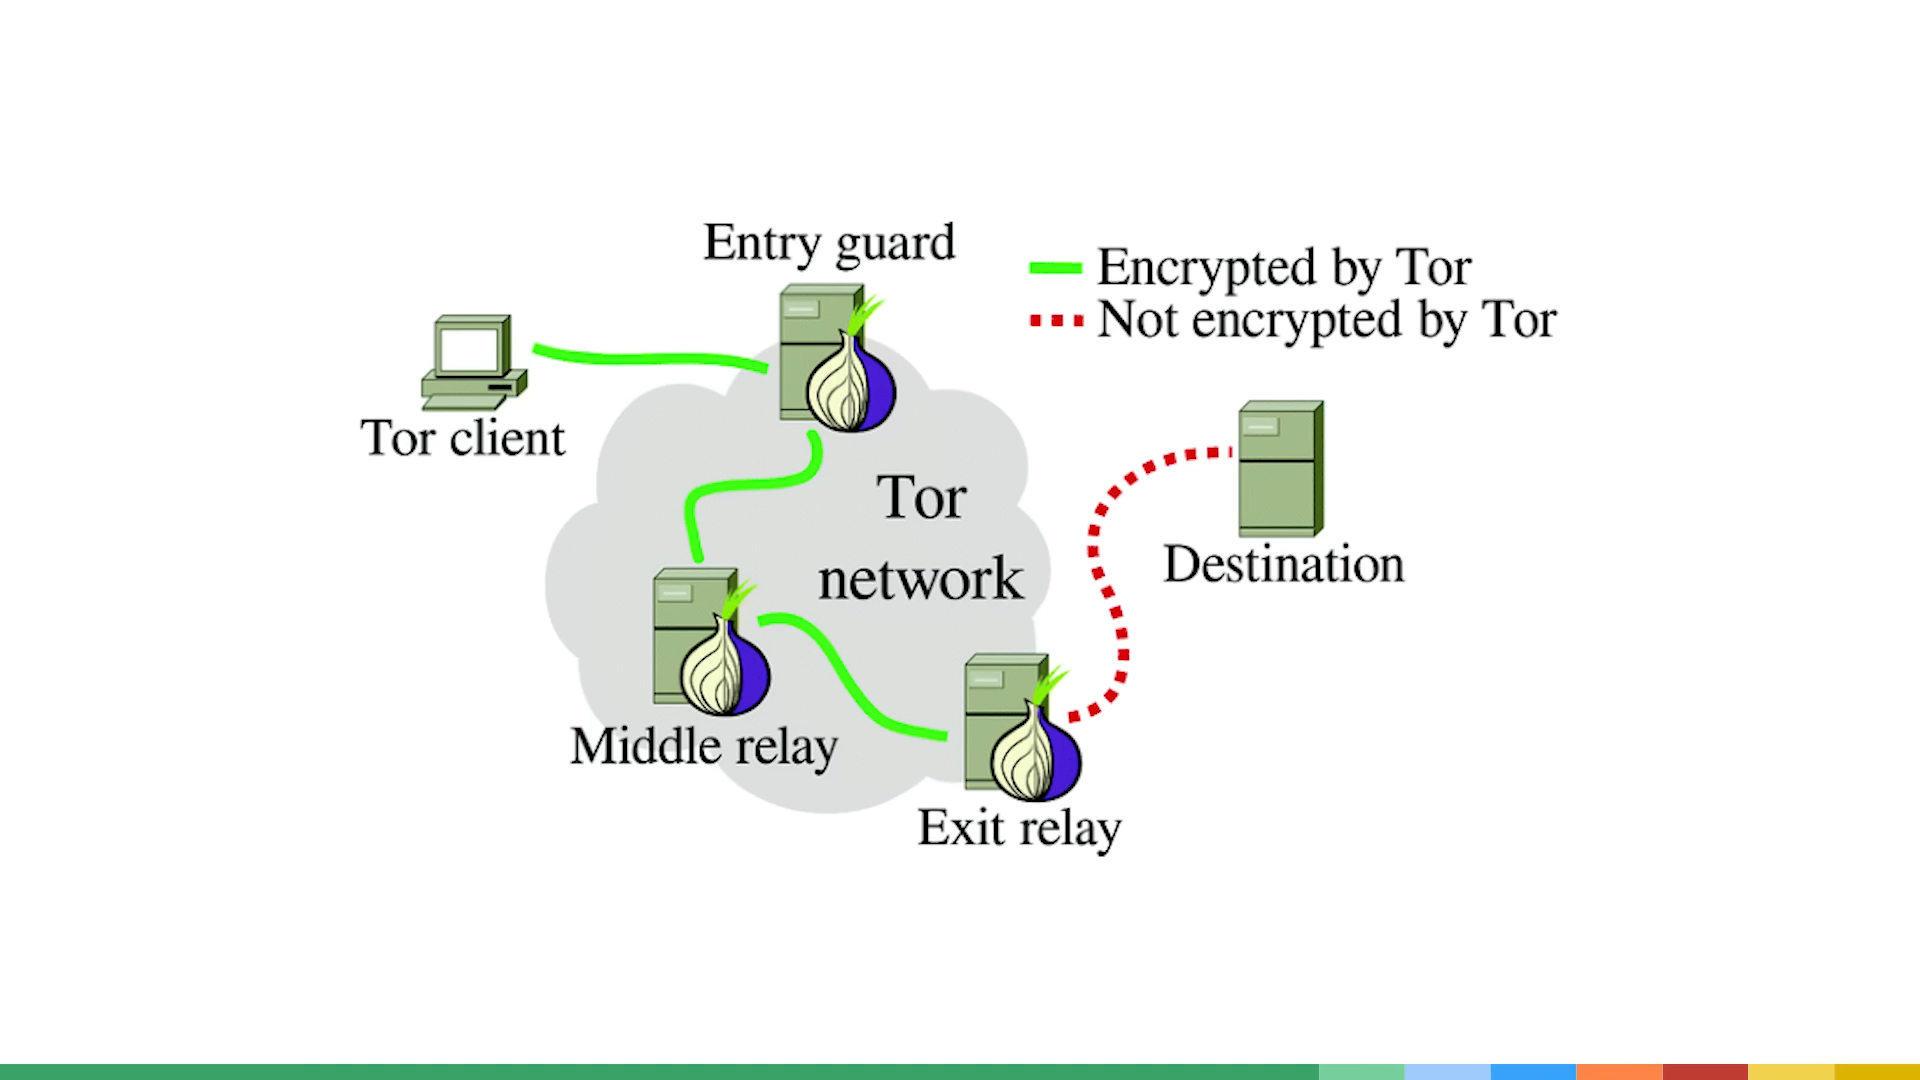 Entry guard
Encrypted by Tor
Not encrypted by Tor
Tor client
Tor
network
Destination
Middle relay
Exit relay